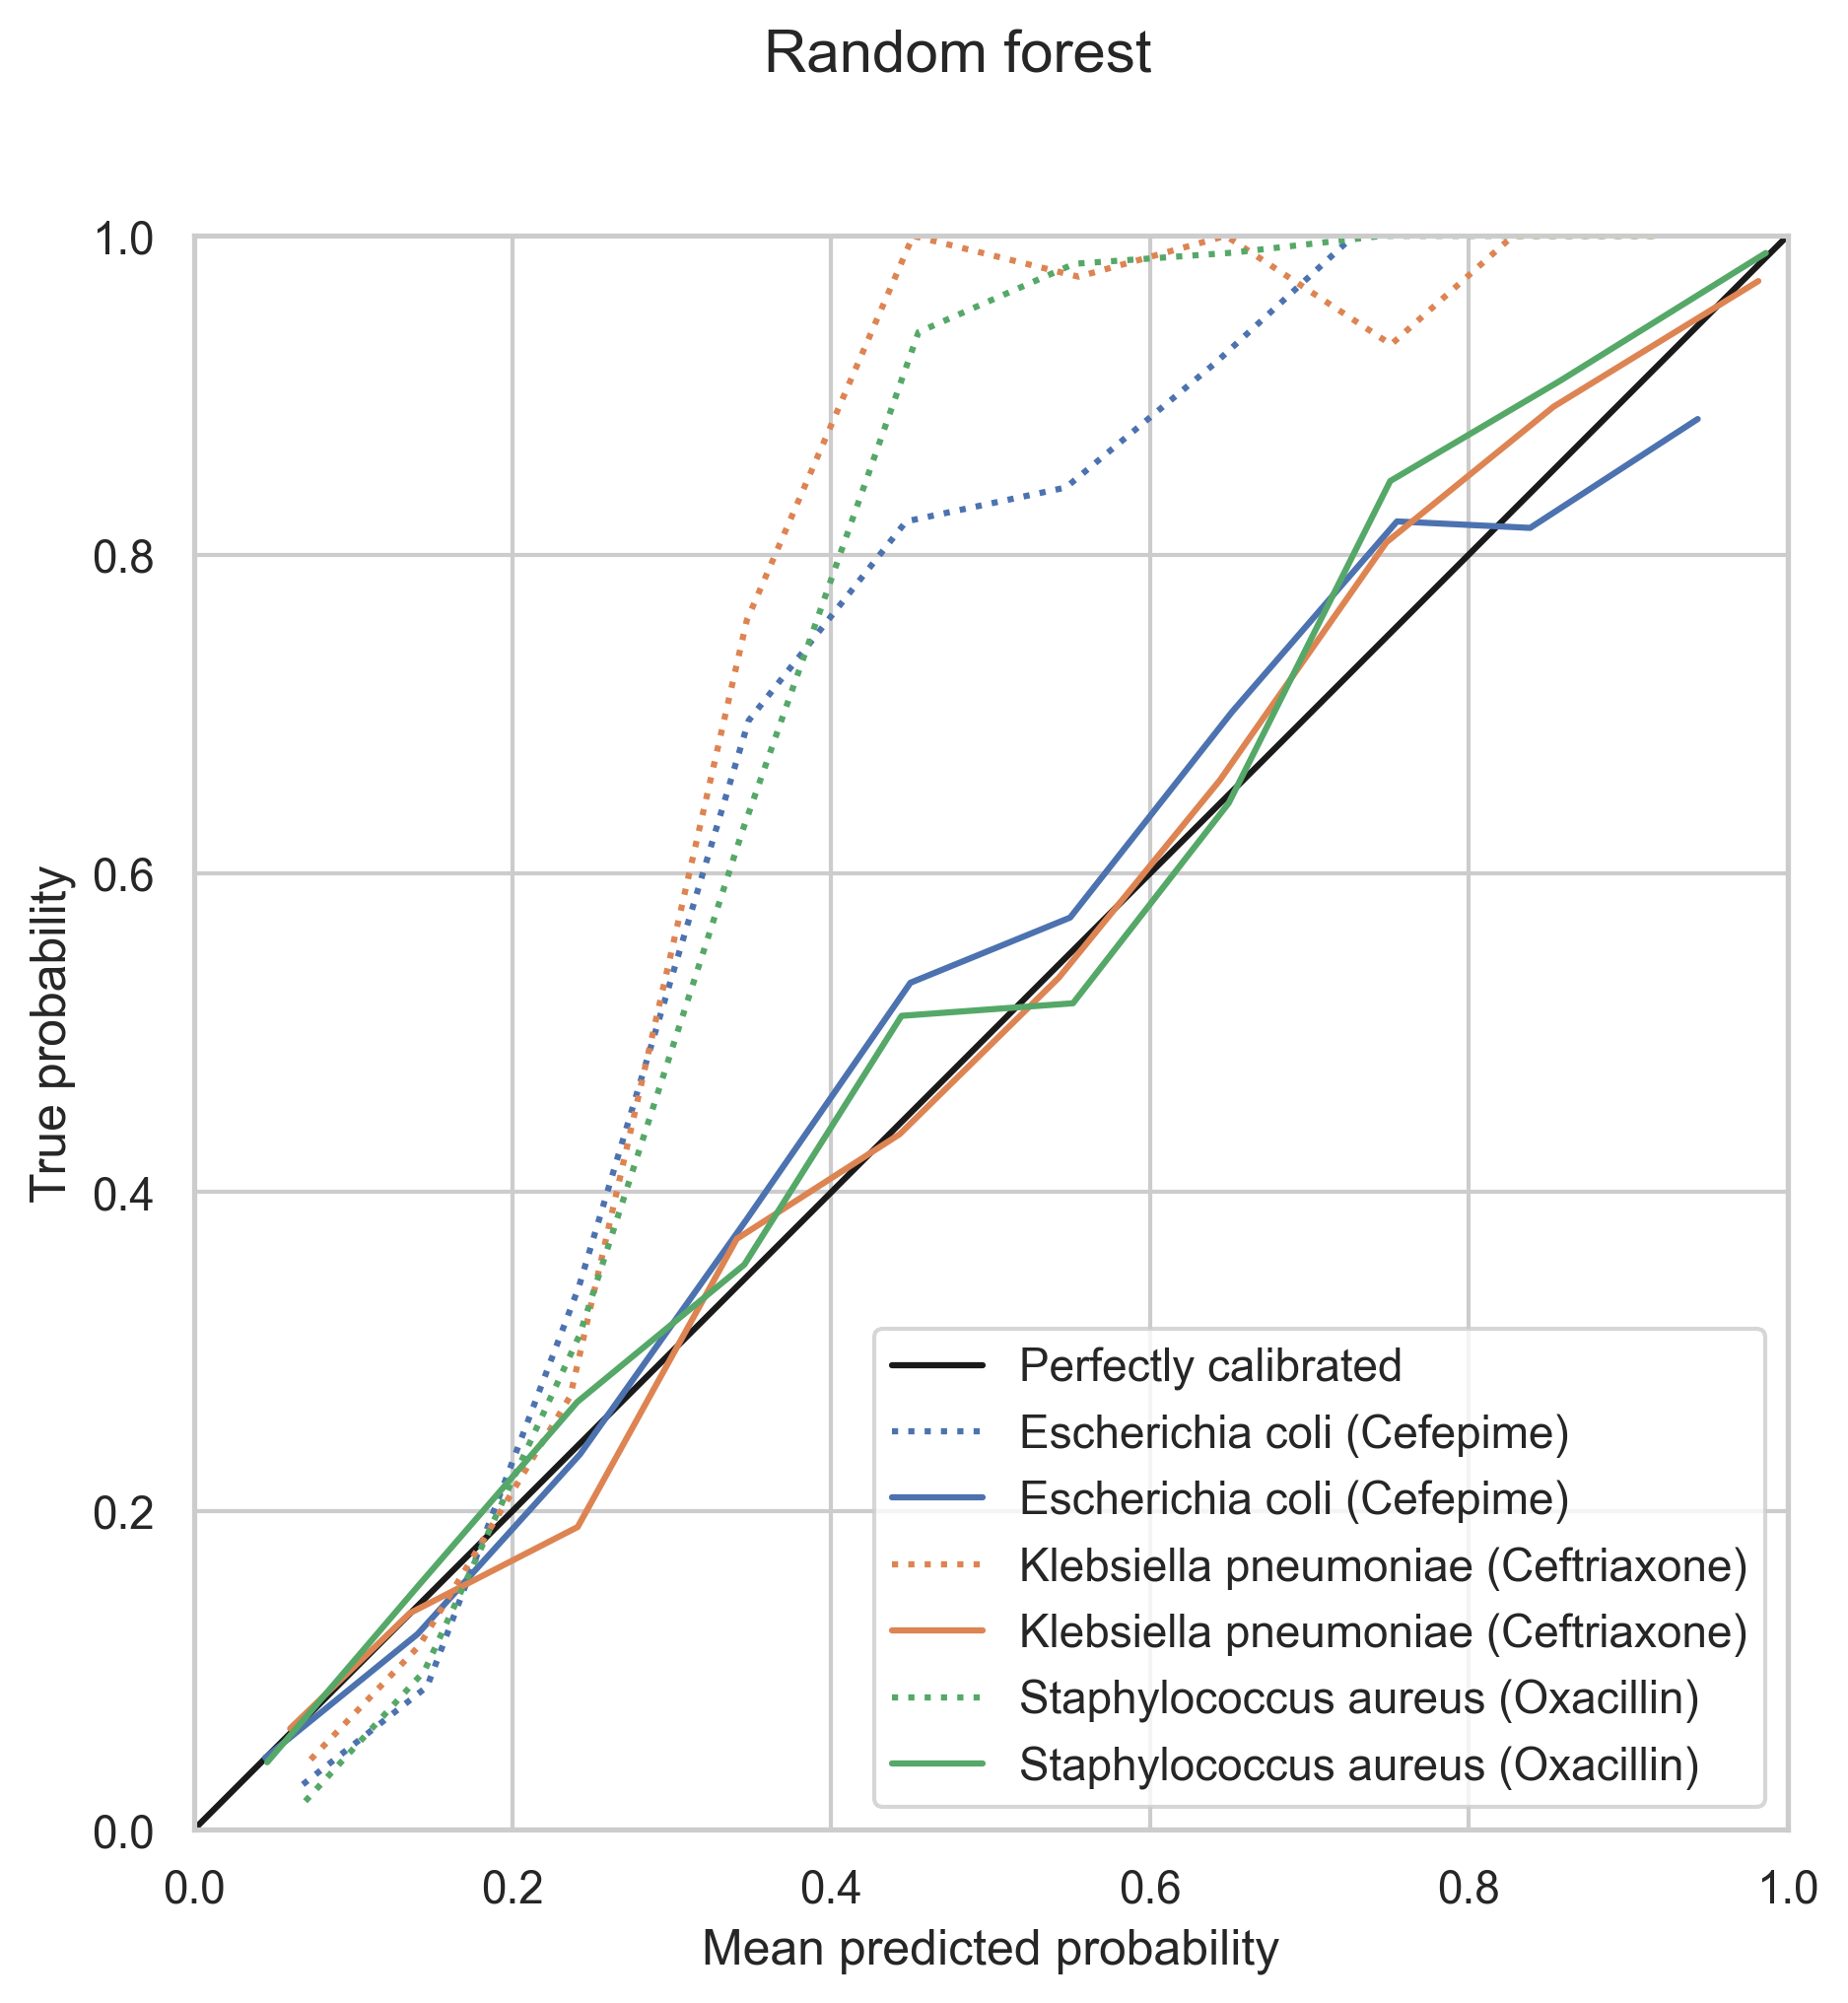 Random forest
1.0
0.8
0.6
0.4
0.2
0.0
True probability
Perfectly calibrated
Escherichia coli (Cefepime)
Escherichia coli (Cefepime)
Klebsiella pneumoniae (Ceftriaxone)
Klebsiella pneumoniae (Ceftriaxone)
Staphylococcus aureus (Oxacillin)
Staphylococcus aureus (Oxacillin)
0.0 0.2 0.4 0.6 0.8 1.0
Mean predicted probability